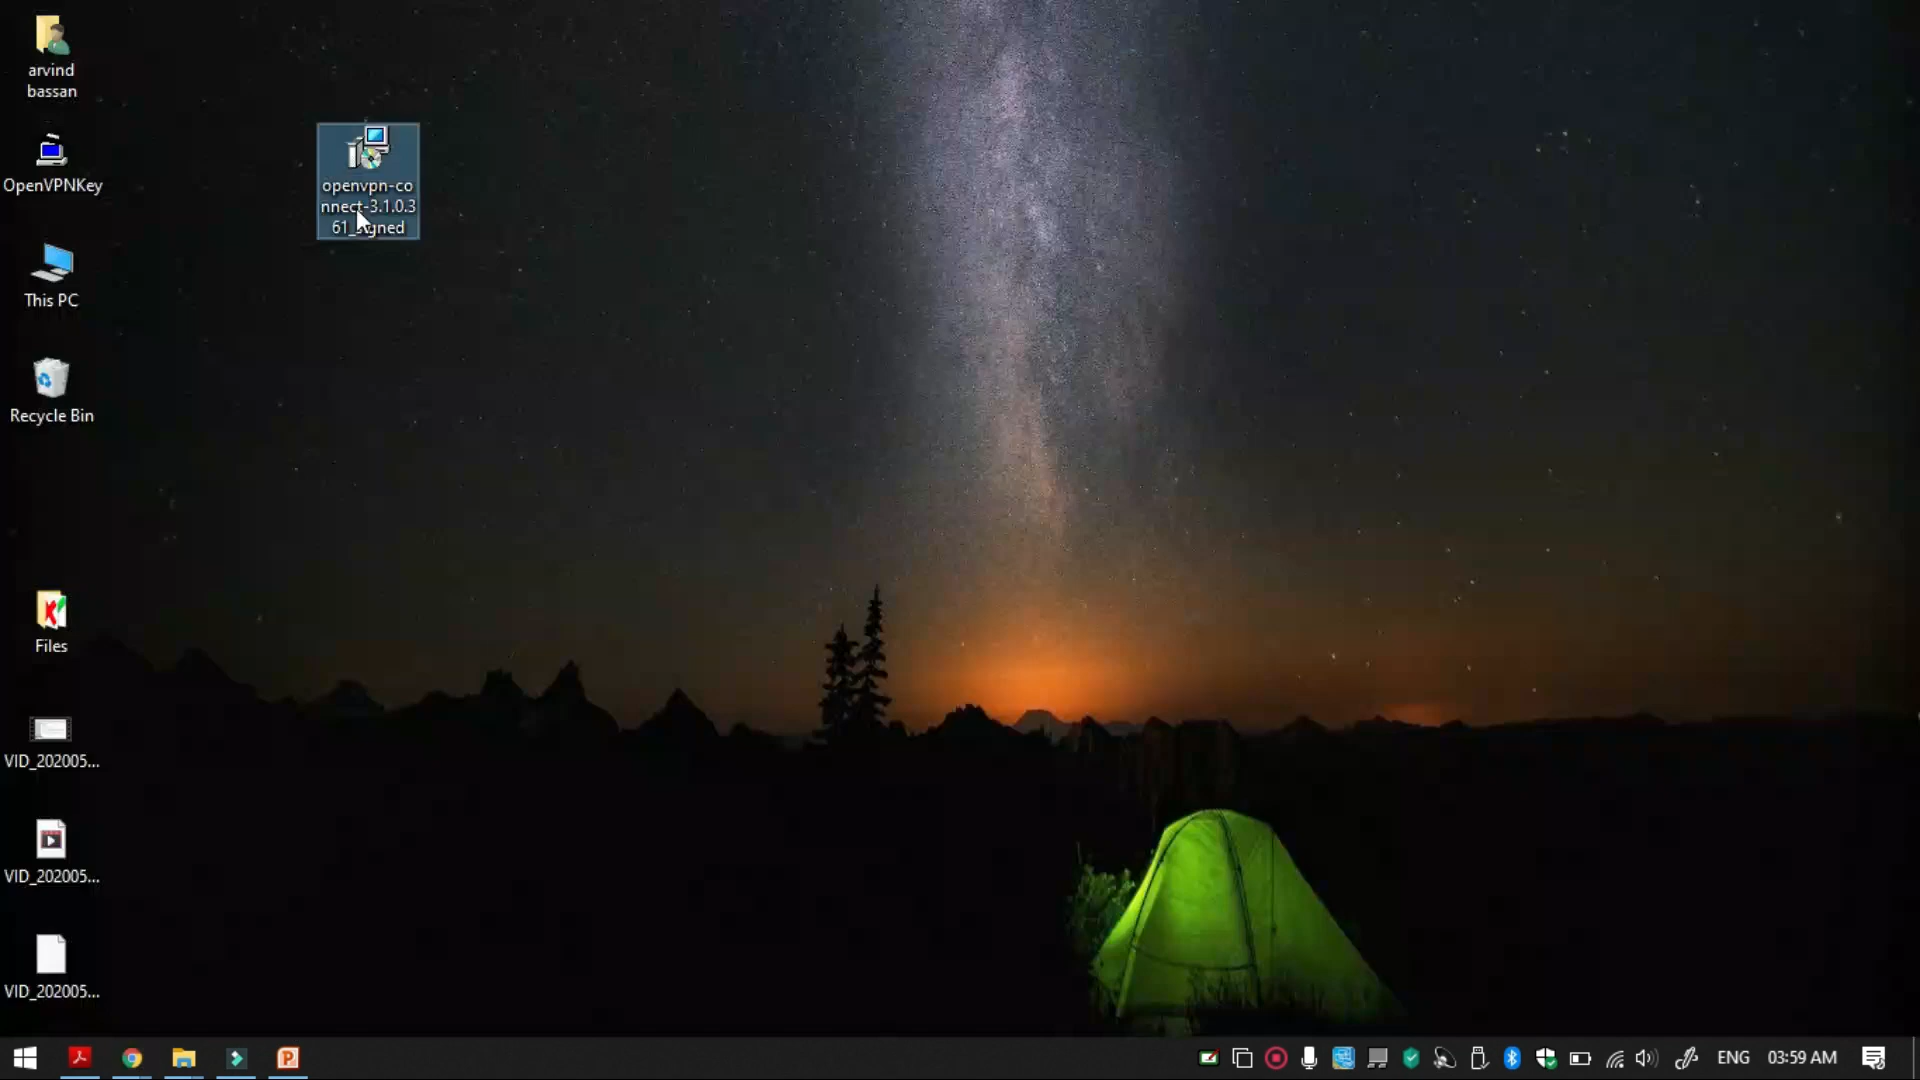 arvind
bassan
OpenVPNKey
This PC
Recycle Bin
Files
VID_202005...
VID_202005...
VID_202005...
openvpn-co
nnect-3.1.0.3
61_signed
ENG
03:59 AM